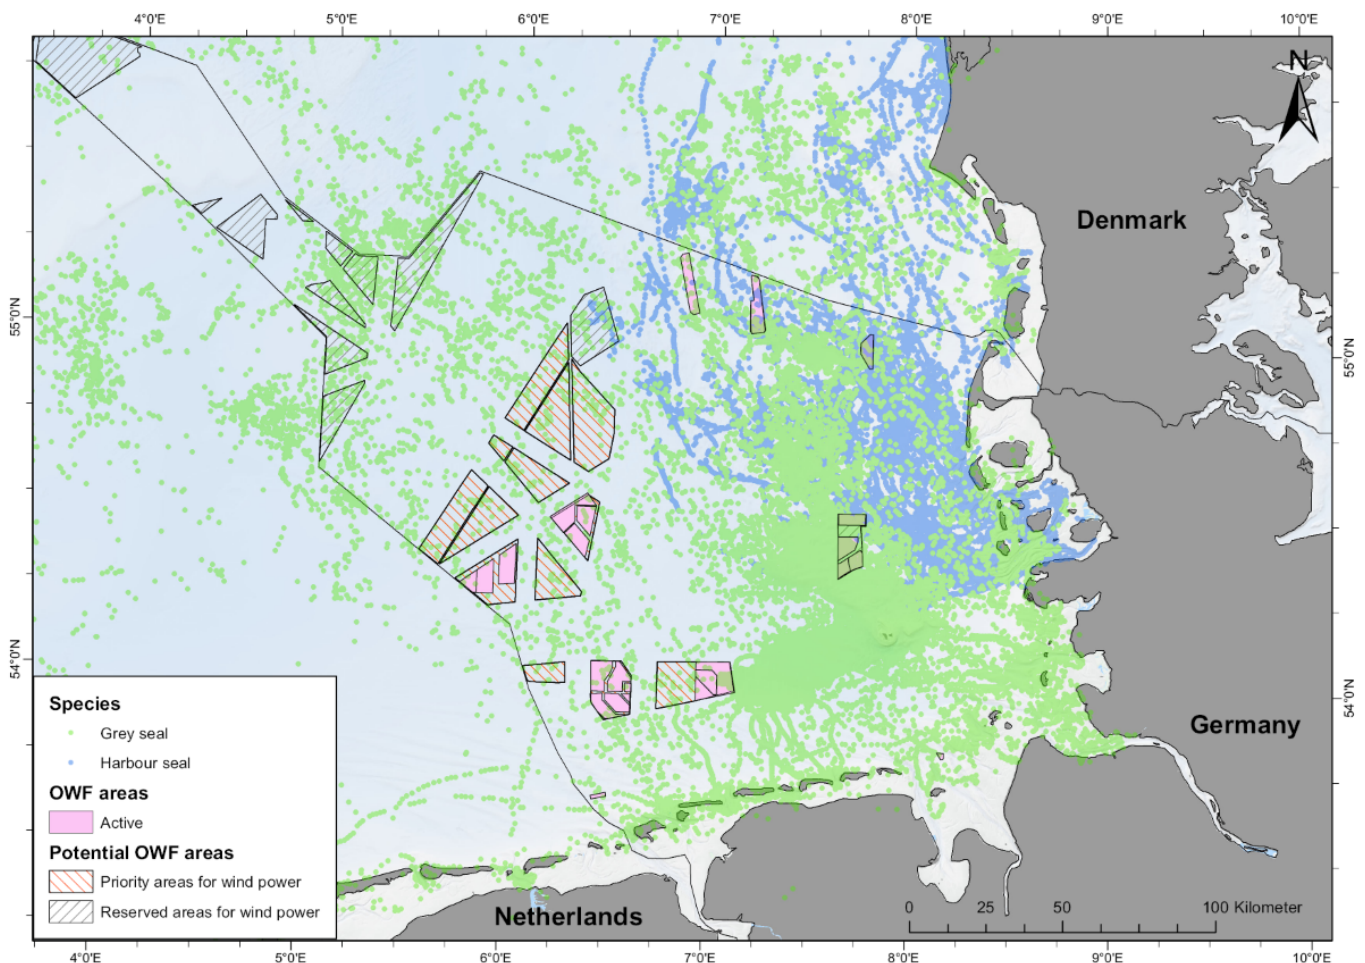 4°0'E 5°0'E 6°0'E 7°0'E 8°0'E 9°0'E 10°0'E
N
Denmark
55°0'N
55°0'N
54°0'N
54°0'N
Species
Grey seal
Harbour seal
OWF areas
Active
Potential OWF areas
Priority areas for wind power
Reserved areas for wind power
Germany
Netherlands
0 25 50 100 Kilometer
4°0'E 5°0'E 6°0'E 7°0'E 8°0'E 9°0'E 10°0'E